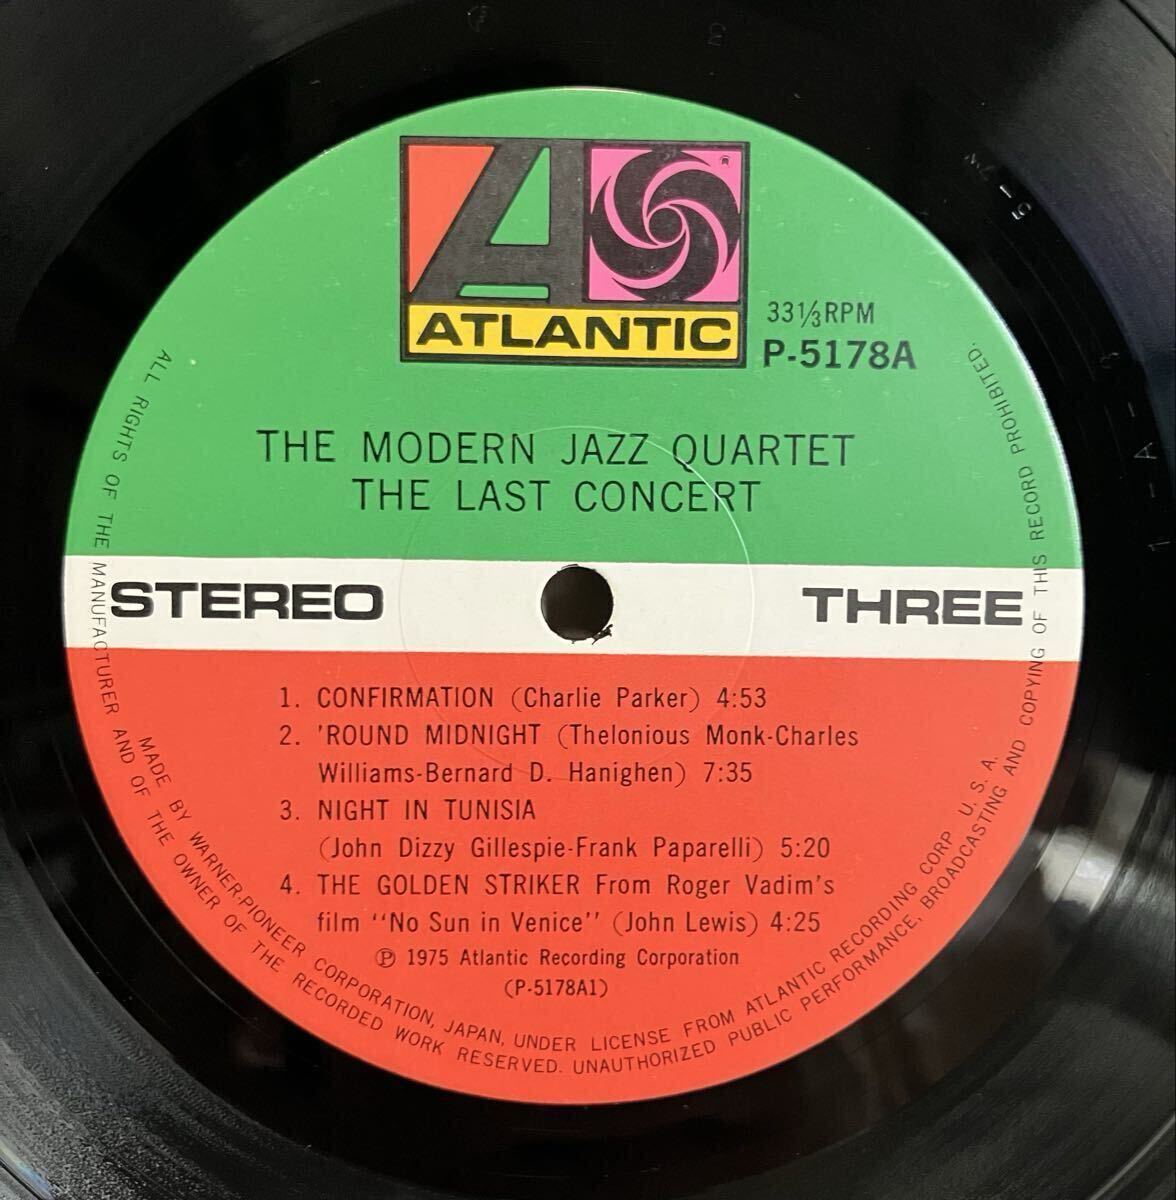 ATLANTIC
33⅓RPM
P-5178A
THE MODERN JAZZ QUARTET
THE LAST CONCERT
STEREO
THREE
1. CONFIRMATION (Charlie Parker) 4:53
2. 'ROUND MIDNIGHT (Thelonious Monk-Charles
Williams-Bernard D. Hanighen) 7:35
3. NIGHT IN TUNISIA
(John Dizzy Gillespie-Frank Paparelli) 5:20
4. THE GOLDEN STRIKER From Roger Vadim's
film "No Sun in Venice" (John Lewis) 4:25
℗ 1975 Atlantic Recording Corporation
(P-5178A1)
MADE BY WARNER-PIONEER CORPORATION, JAPAN, UNDER LICENSE FROM ATLANTIC RECORDING CORP U. S. A.
ALL RIGHTS OF THE MANUFACTURER AND OF THE OWNER OF THE RECORDED WORK RESERVED. UNAUTHORIZED PUBLIC PERFORMANCE, BROADCASTING AND COPYING OF THIS RECORD PROHIBITED.